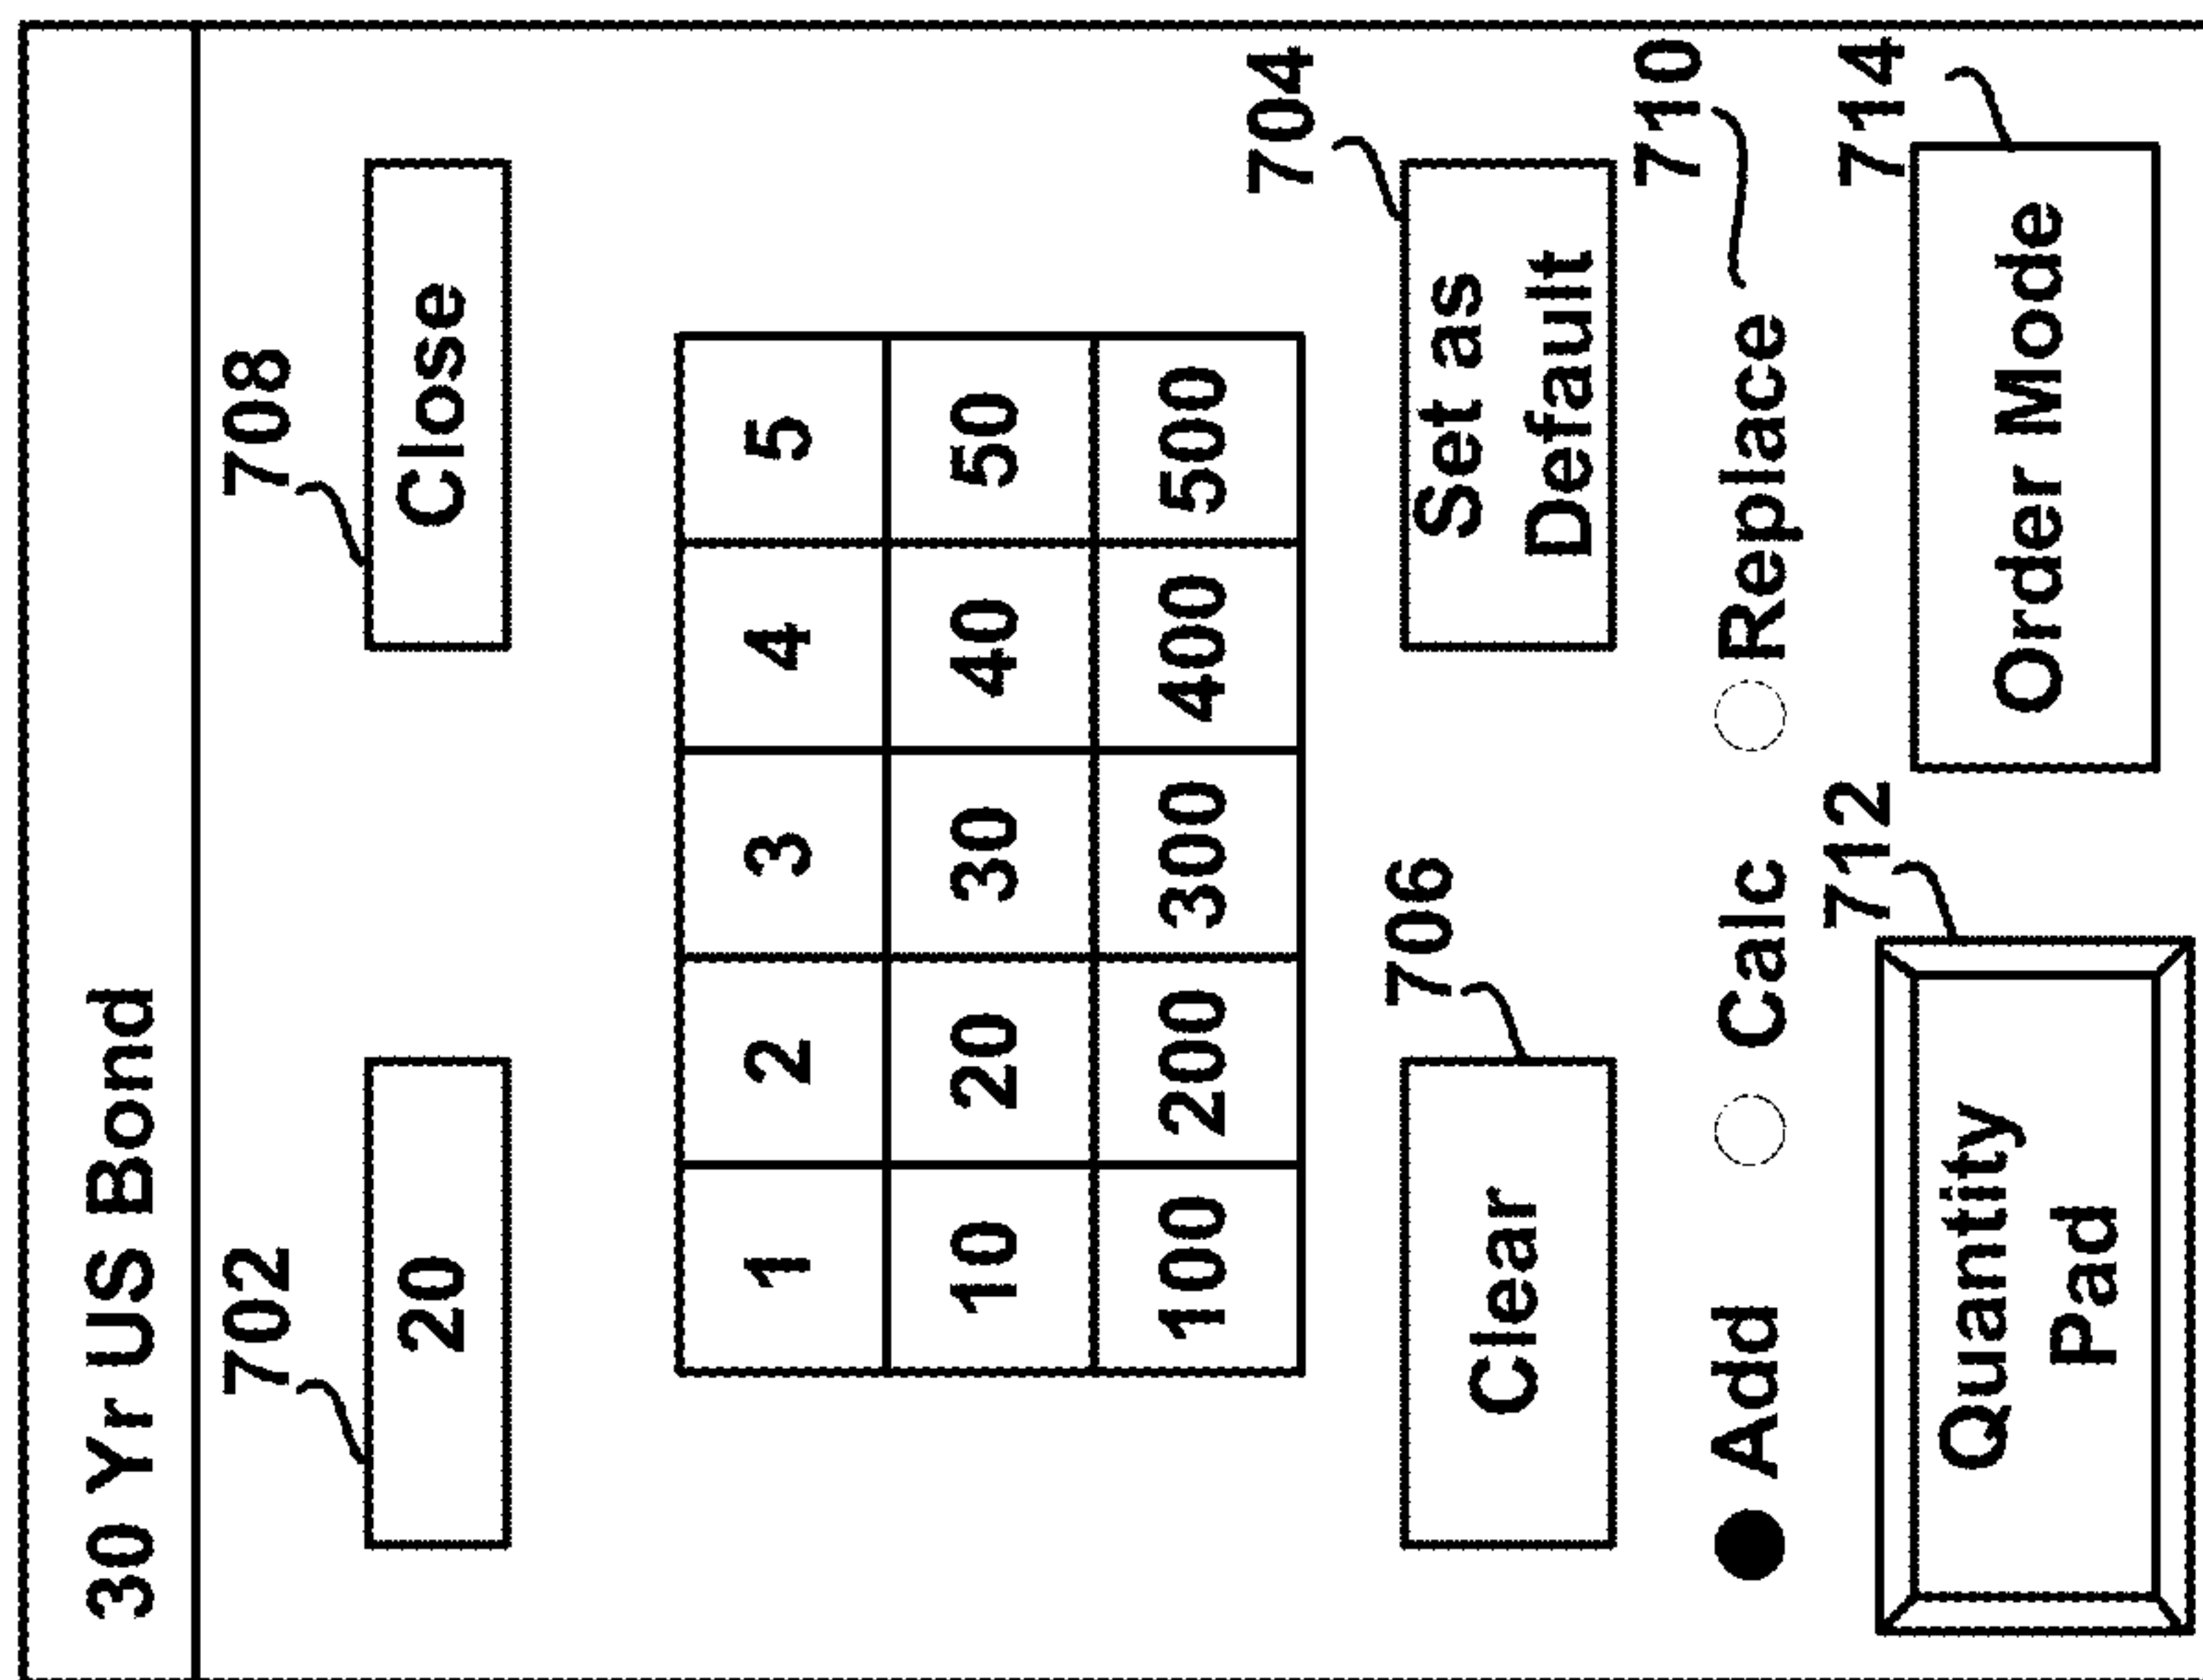 30 Yr US Bond
702
708
20
Close
1 2 3 4 5
10 20 30 40 50
100 200 300 400 500
706
704
Clear
Set as
Default
710
Add Calc Replace
712
714
Quantity
Pad
Order Mode